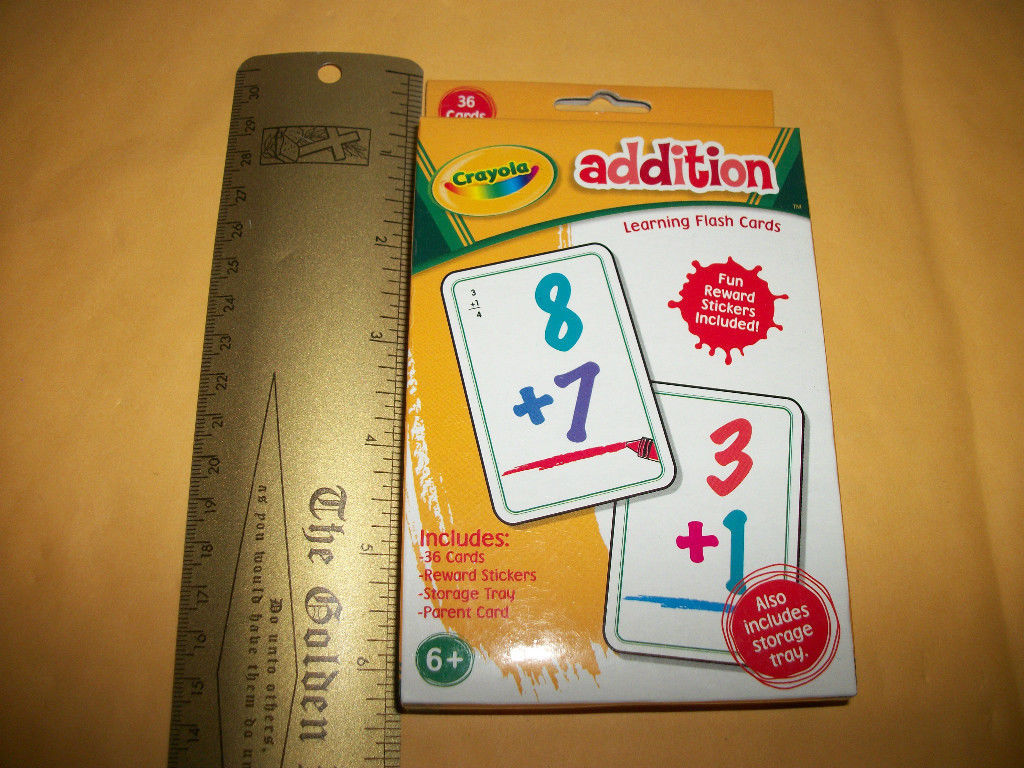 36
Cards
Crayola
addition
TM
Learning Flash Cards
Fun
Reward
Stickers
Included!
3
+1
4
8
+7
3
+1
Includes:
-36 Cards
-Reward Stickers
-Storage Tray
-Parent Card
6+
Also
includes
storage
tray.
30
29
28
27
26
25
24
23
22
21
20
19
18
17
16
15
14
2
3
4
5
6
The Golden
Do unto others,
as you would have them do un